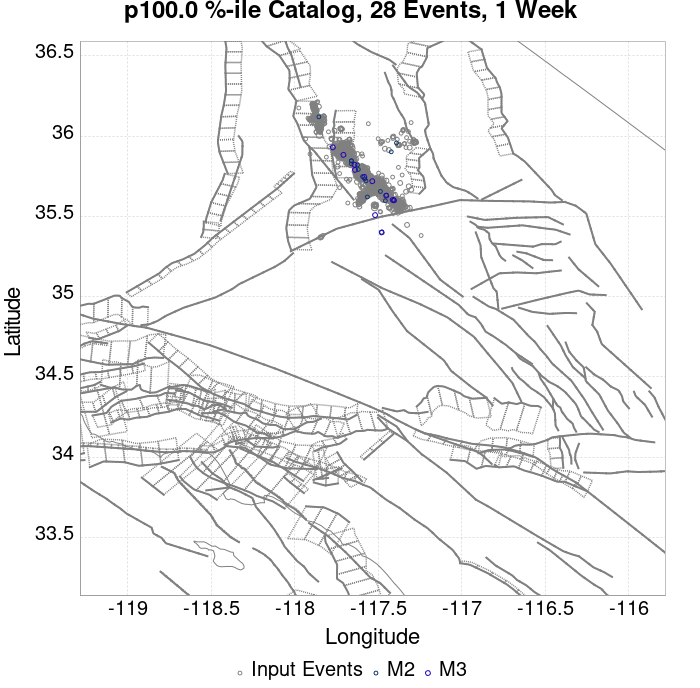 p100.0 %-ile Catalog, 28 Events, 1 Week
36.5
36
35.5
35
34.5
34
33.5
Latitude
-119 -118.5 -118 -117.5 -117 -116.5 -116
Longitude
Input Events M2 M3